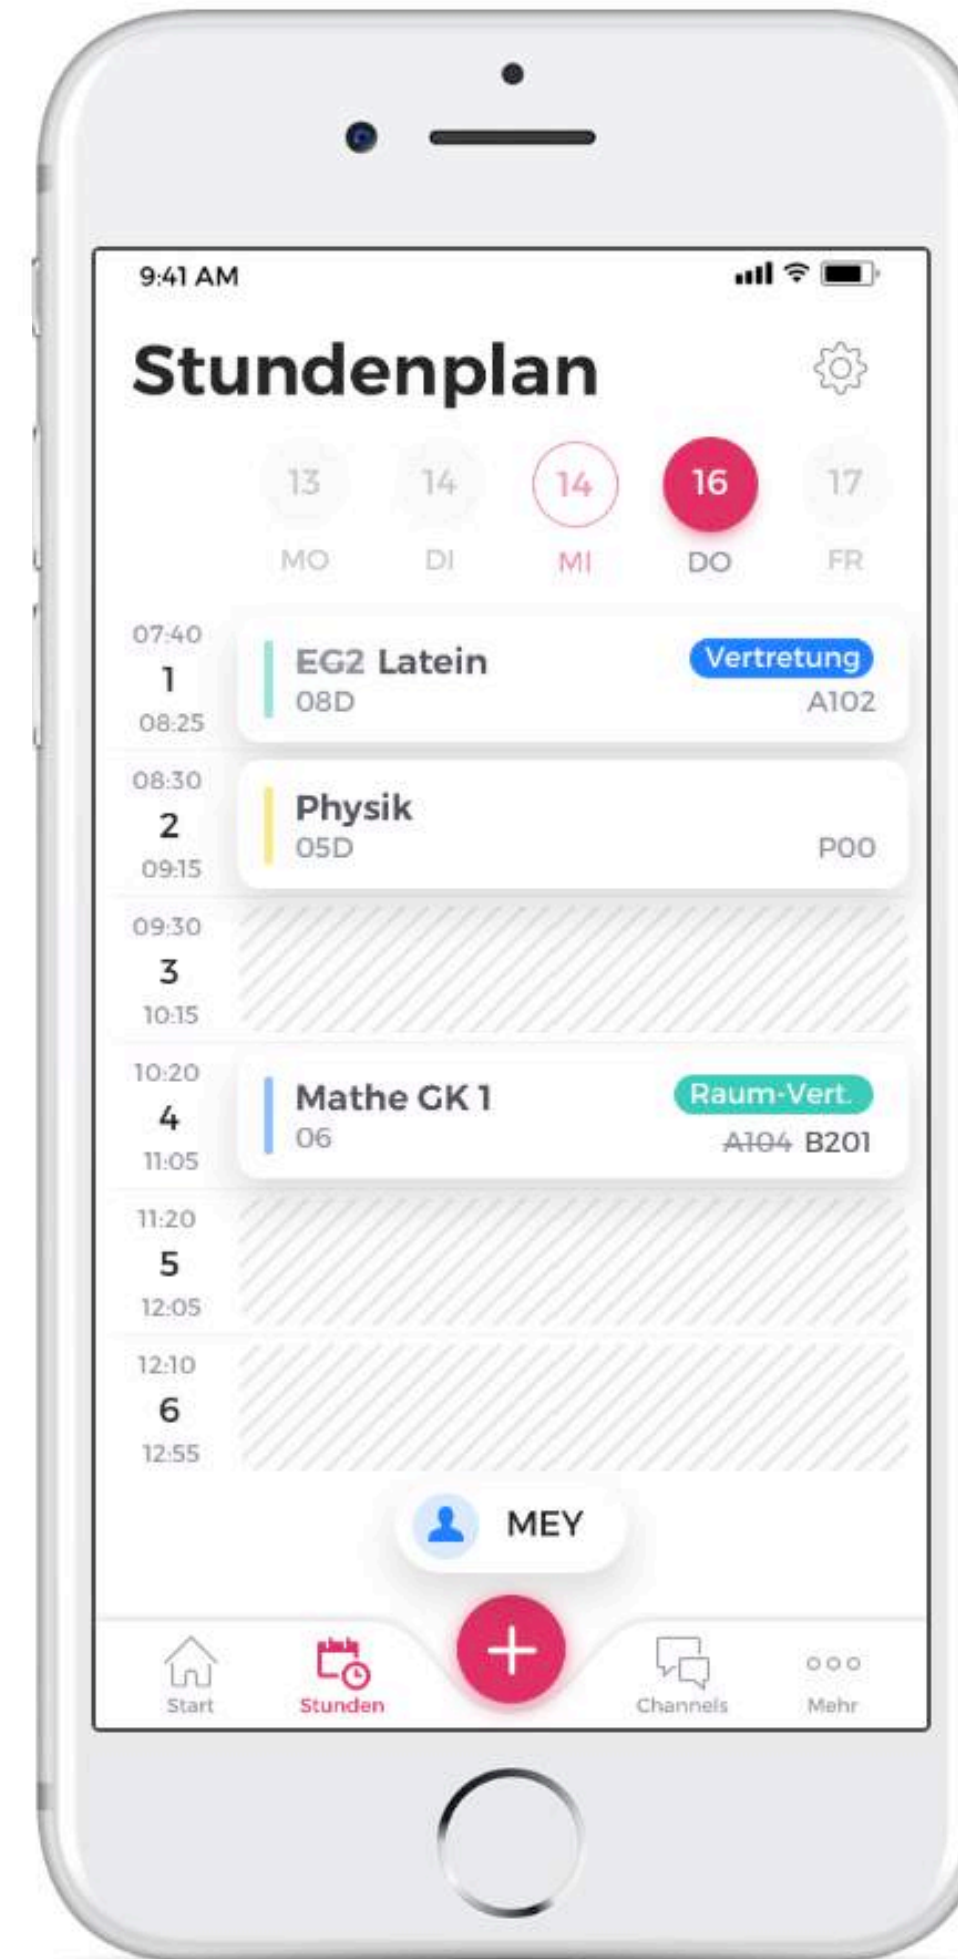 9:41 AM
Stundenplan
13 14 14 16 17
MO DI MI DO FR
07:40
1
08:25
EG2 Latein Vertretung
08D A102
08:30
2
09:15
Physik
05D P00
09:30
3
10:15
10:20
4
11:05
Mathe GK 1 Raum-Vert.
06 A104 B201
11:20
5
12:05
12:10
6
12:55
MEY
Start Stunden Channels Mehr